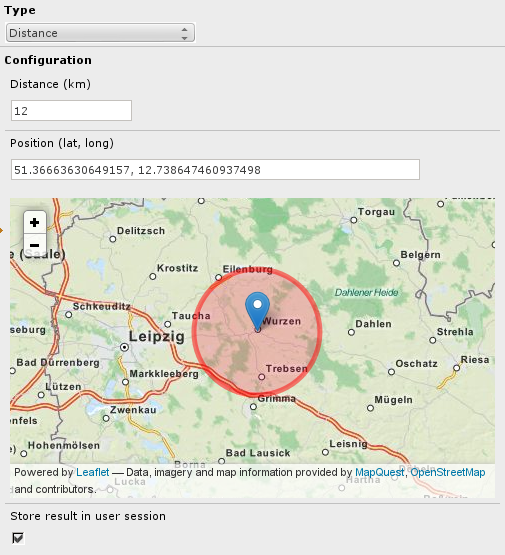 Type
Distance
Configuration
Distance (km)
12
Position (lat, long)
51.36663630649157, 12.738647460937498
+
−
Torgau
Delitzsch
e (Saale)
Belgern
Krostitz
Eilenburg
Dahlener Heide
Schkeuditz
Taucha
Wurzen
Dahlen
seburg
Strehla
Leipzig
Bad Dürrenberg
Markkleeberg
Trebsen
Oschatz
Riesa
Lützen
Grimma
Mügeln
Zwenkau
enfels
Leisnig
Hohenmölsen
Bad Lausick
Borna
Powered by Leaflet — Data, imagery and map information provided by MapQuest, OpenStreetMap
and contributors.
Lucka
Hartha
Store result in user session